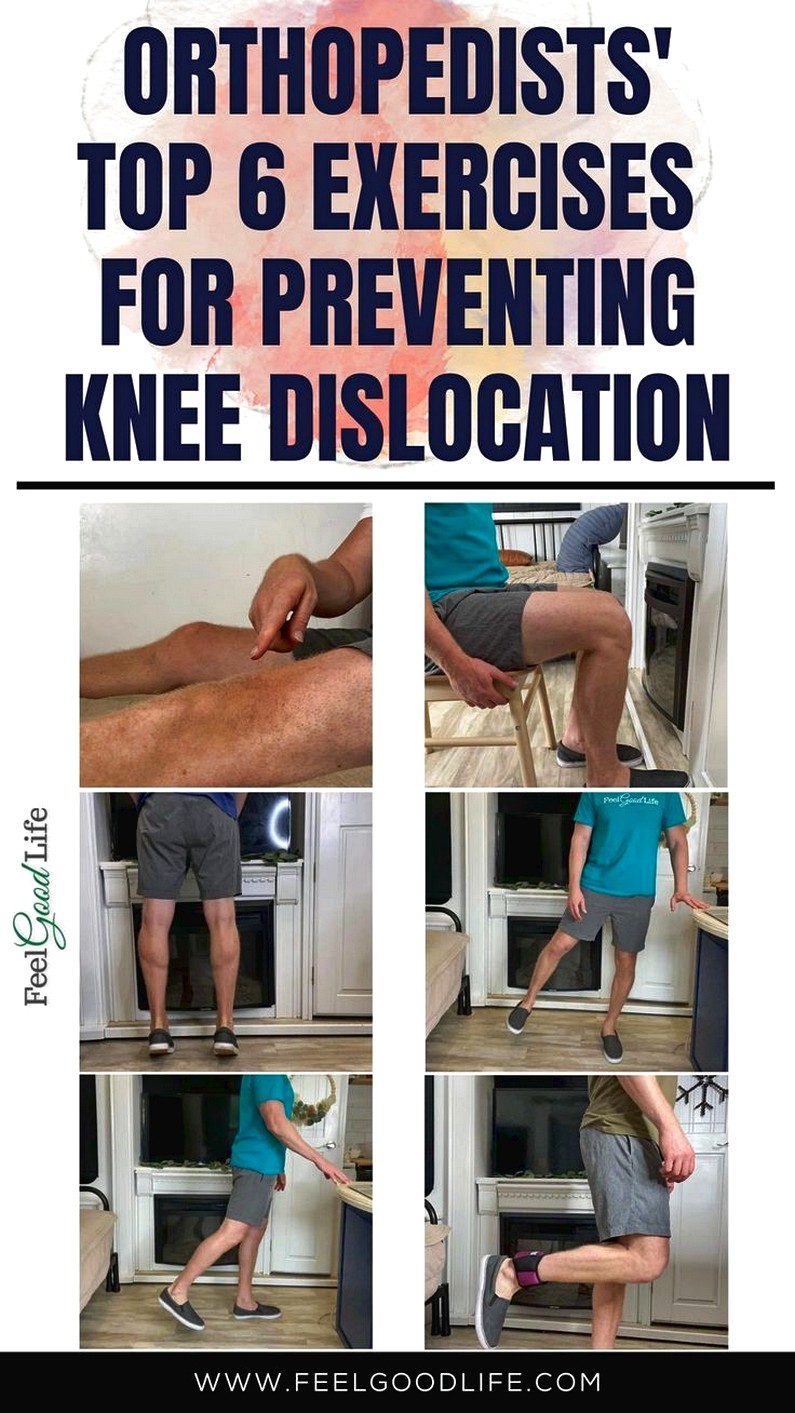 ORTHOPEDISTS'
TOP 6 EXERCISES
FOR PREVENTING
KNEE DISLOCATION
Feel Good Life
Feel Good Life
WWW.FEELGOODLIFE.COM